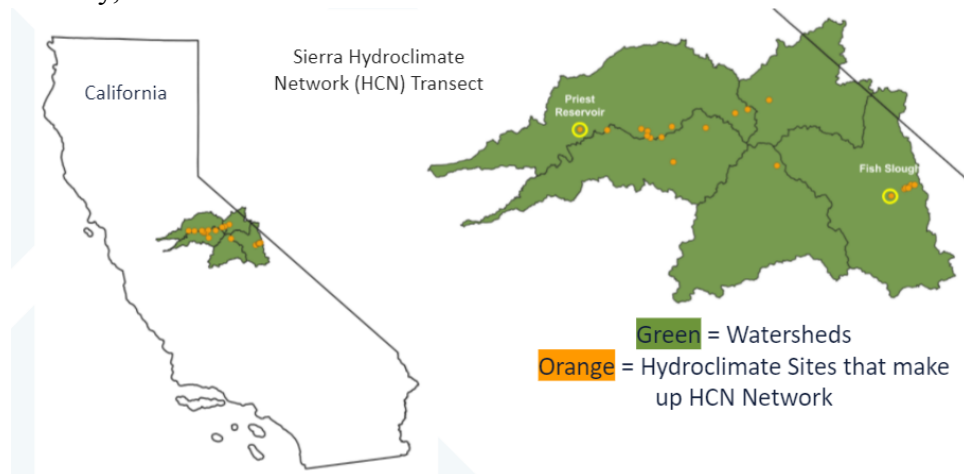 Sierra Hydroclimate
Network (HCN) Transect
California
Priest
Reservoir
Fish Slough
Green = Watersheds
Orange = Hydroclimate Sites that make
up HCN Network